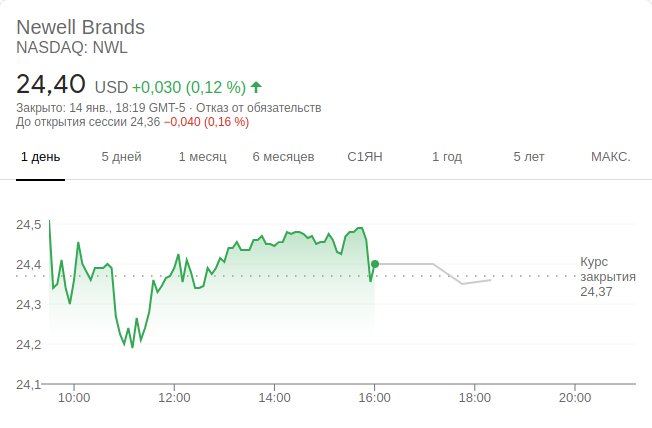 Newell Brands
NASDAQ: NWL
24,40 USD +0,030 (0,12 %)
Закрыто: 14 янв., 18:19 GMT-5 · Отказ от обязательств
До открытия сессии 24,36 −0,040 (0,16 %)
1 день 5 дней 1 месяц 6 месяцев С1ЯН 1 год 5 лет МАКС.
24,5
24,4
24,3
24,2
24,1
Курс
закрытия
24,37
10:00 12:00 14:00 16:00 18:00 20:00